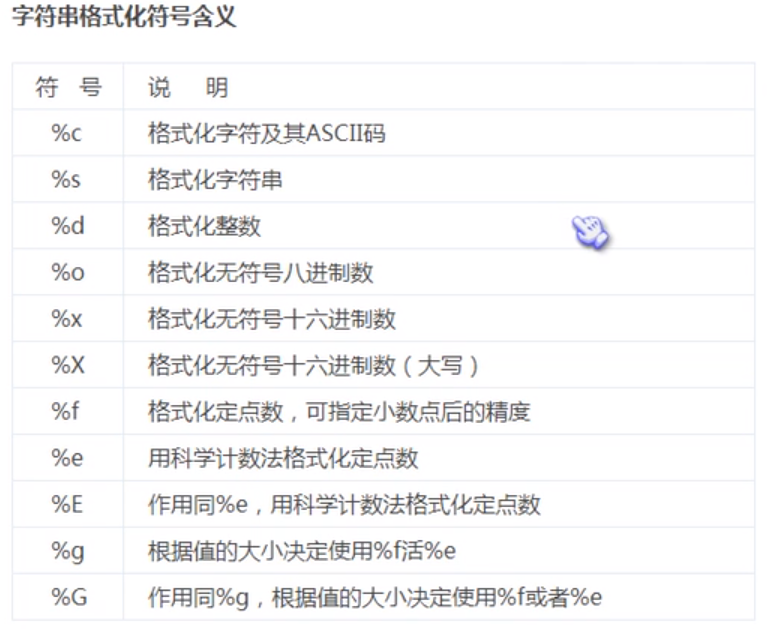 字符串格式化符号含义
符 号 说 明
%c 格式化字符及其ASCII码
%s 格式化字符串
%d 格式化整数
%o 格式化无符号八进制数
%x 格式化无符号十六进制数
%X 格式化无符号十六进制数（大写）
%f 格式化定点数，可指定小数点后的精度
%e 用科学计数法格式化定点数
%E 作用同%e，用科学计数法格式化定点数
%g 根据值的大小决定使用%f活%e
%G 作用同%g，根据值的大小决定使用%f或者%e